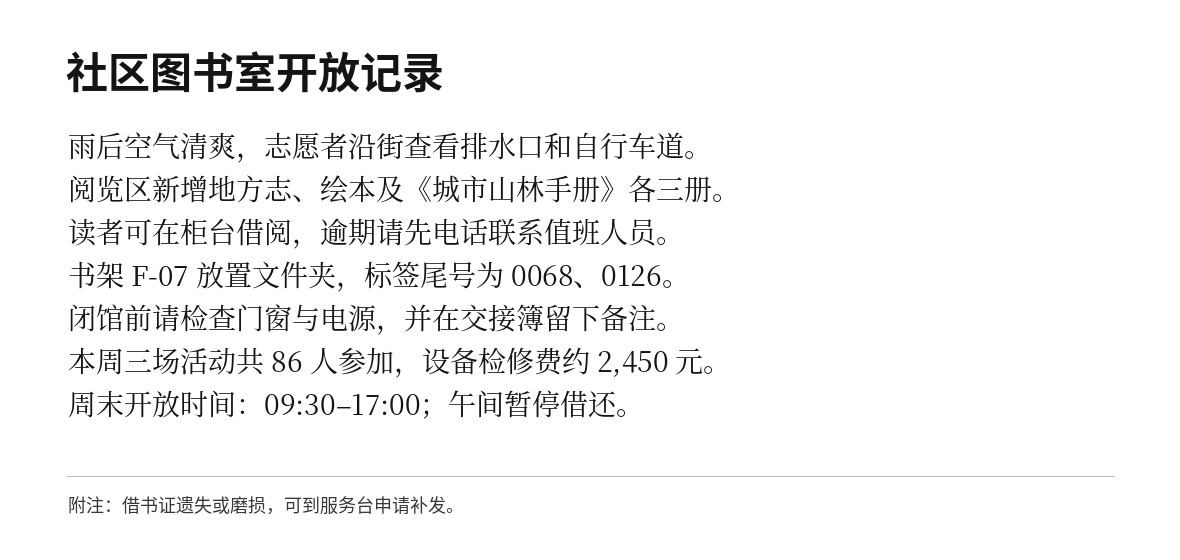 社区图书室开放记录
雨后空气清爽，志愿者沿街查看排水口和自行车道。
阅览区新增地方志、绘本及《城市山林手册》各三册。
读者可在柜台借阅，逾期请先电话联系值班人员。
书架 F-07 放置文件夹，标签尾号为 0068、0126。
闭馆前请检查门窗与电源，并在交接簿留下备注。
本周三场活动共 86 人参加，设备检修费约 2,450 元。
周末开放时间：09:30–17:00；午间暂停借还。
附注：借书证遗失或磨损，可到服务台申请补发。